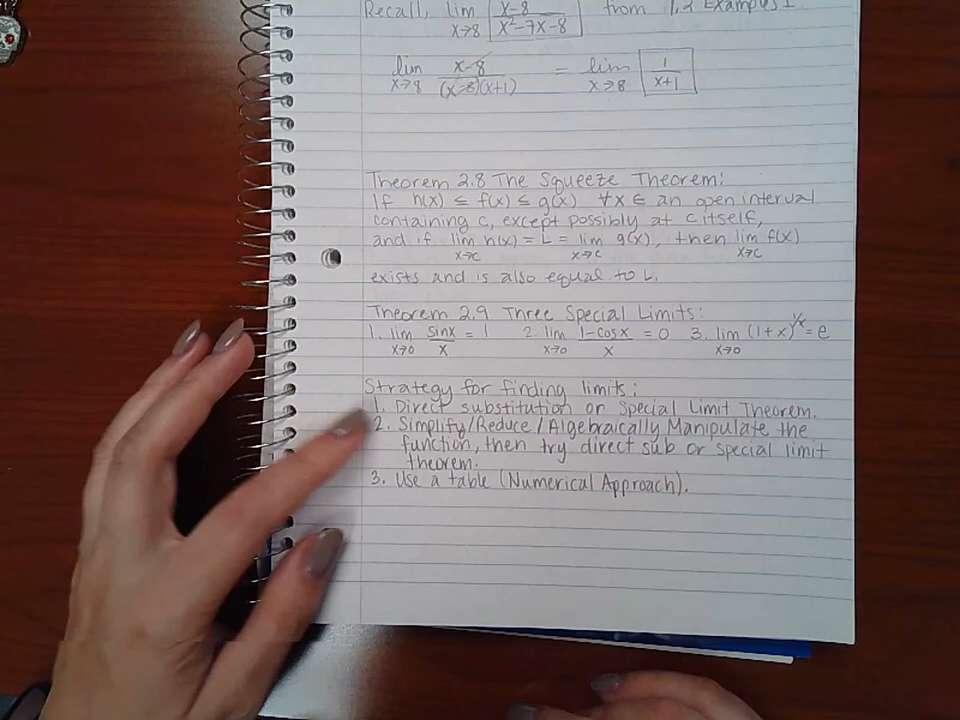 Recall, lim x→8 x-8 / x²-7x-8 from 1.2 Example 1
lim x→8 x-8 / (x-8)(x+1) = lim x→8 1 / x+1
Theorem 2.8 The Squeeze Theorem:
If h(x) ≤ f(x) ≤ g(x) ∀x ∈ an open interval
containing c, except possibly at c itself,
and if lim x→c h(x) = L = lim x→c g(x), then lim x→c f(x)
exists and is also equal to L.
Theorem 2.9 Three Special Limits:
1. lim x→0 sinx / x = 1 2. lim x→0 1-cosx / x = 0 3. lim x→0 (1+x)^(1/x) = e
Strategy for finding limits:
1. Direct substitution or Special Limit Theorem.
2. Simplify/Reduce/Algebraically Manipulate the
function, then try direct sub or special limit
theorem.
3. Use a table (Numerical Approach).